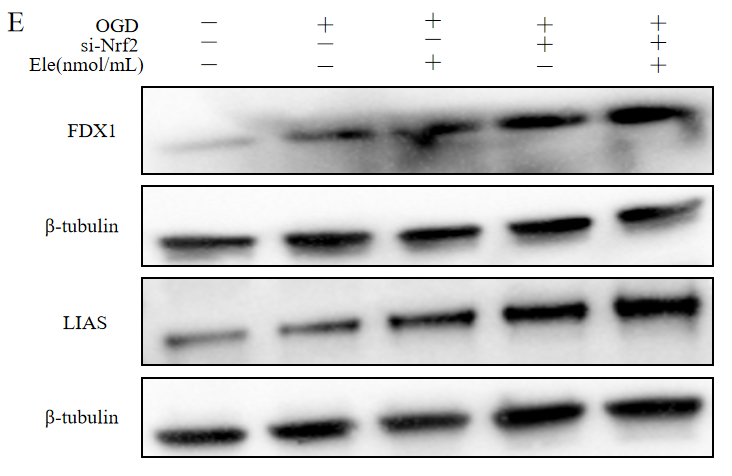 E
OGD − + + + +
si-Nrf2 − − − + +
Ele(nmol/mL) − − + − +
FDX1
β-tubulin
LIAS
β-tubulin